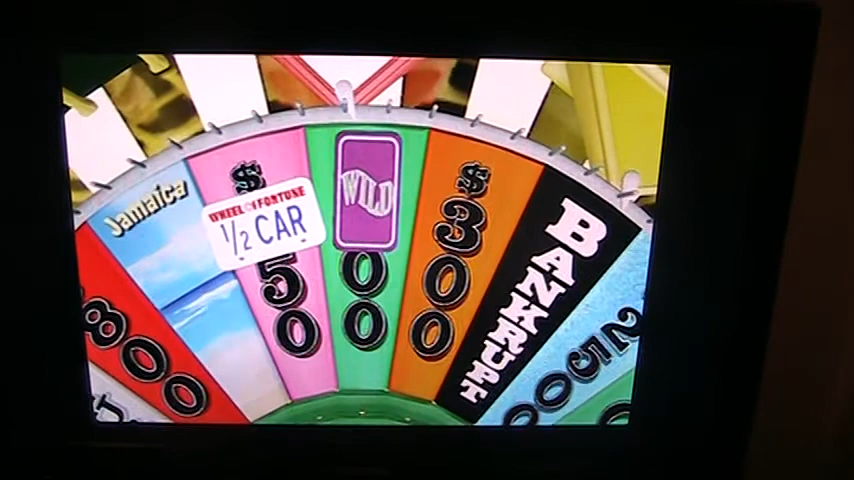 800
Jamaica
$
WHEEL OF FORTUNE
1/2 CAR
50
WILD
00
$300
BANKRUPT
2500